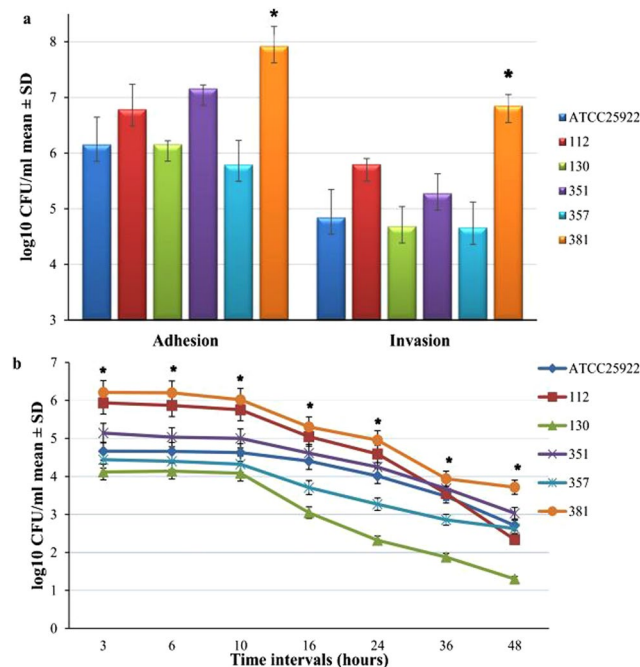 a
log10 CFU/ml mean ± SD
8
7
6
5
4
3
*
*
Adhesion
Invasion
ATCC25922
112
130
351
357
381
b
log10 CFU/ml mean ± SD
7
6
5
4
3
2
1
0
* * * * * * *
3 6 10 16 24 36 48
Time intervals (hours)
ATCC25922
112
130
351
357
381